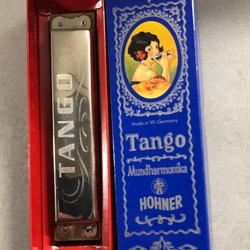 TANGO
Made in W.-Germany
Tango
Mundharmonika
HOHNER